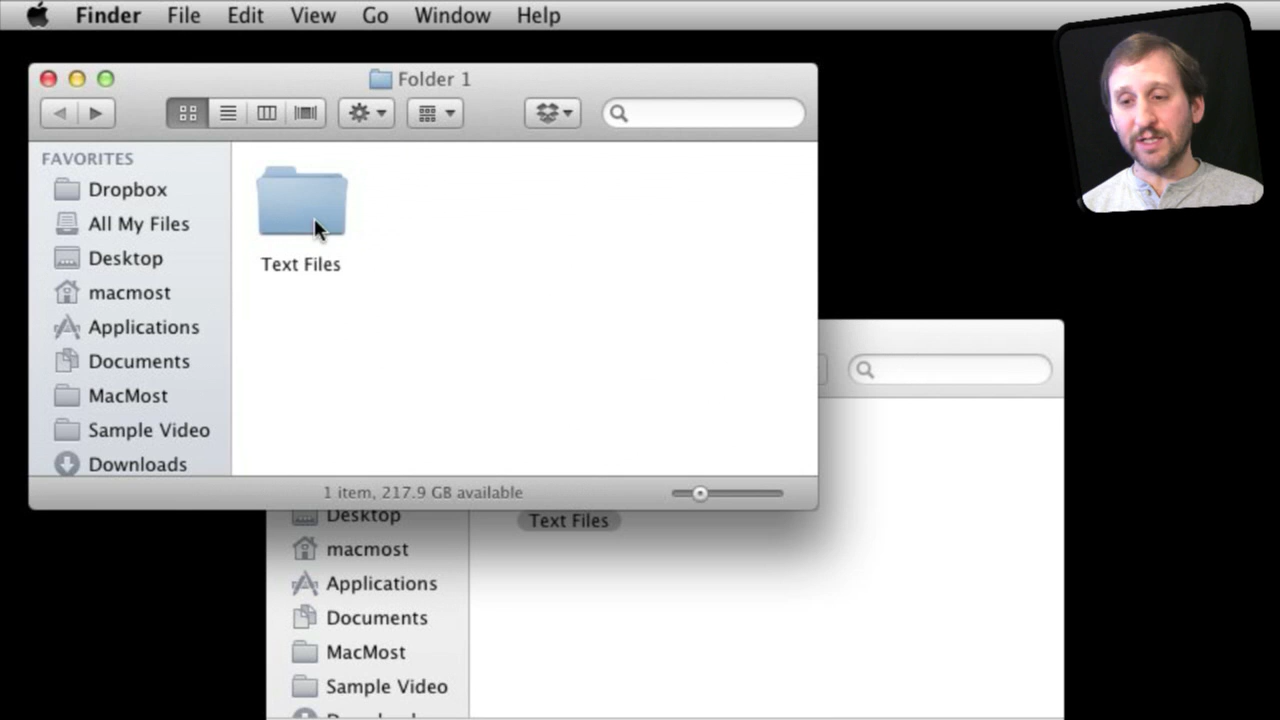 Finder File Edit View Go Window Help
Folder 1
FAVORITES
Dropbox
All My Files
Desktop
macmost
Applications
Documents
MacMost
Sample Video
Downloads
Text Files
1 item, 217.9 GB available
Desktop
macmost
Applications
Documents
MacMost
Sample Video
Text Files